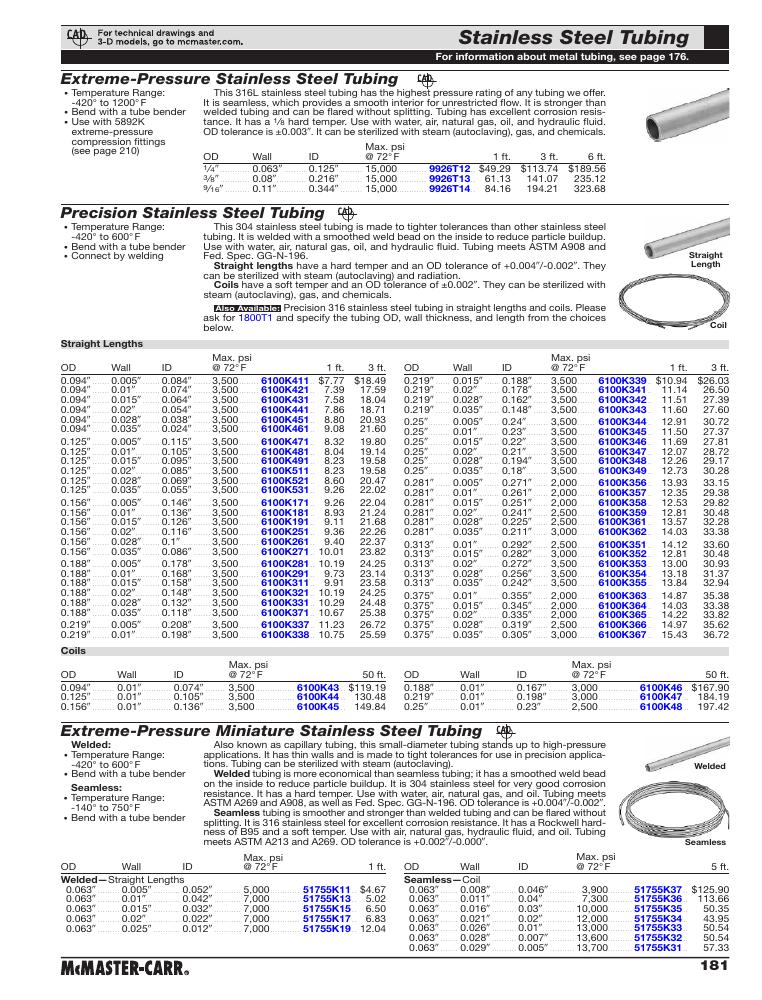 CAD
For technical drawings and
3-D models, go to mcmaster.com.
Stainless Steel Tubing
For information about metal tubing, see page 176.
Extreme-Pressure Stainless Steel Tubing CAD
• Temperature Range:
-420° to 1200° F
• Bend with a tube bender
• Use with 5892K
extreme-pressure
compression fittings
(see page 210)
This 316L stainless steel tubing has the highest pressure rating of any tubing we offer.
It is seamless, which provides a smooth interior for unrestricted flow. It is stronger than
welded tubing and can be flared without splitting. Tubing has excellent corrosion resis-
tance. It has a 1/8 hard temper. Use with water, air, natural gas, oil, and hydraulic fluid.
OD tolerance is ±0.003". It can be sterilized with steam (autoclaving), gas, and chemicals.
Max. psi
OD Wall ID @ 72° F 1 ft. 3 ft. 6 ft.
1/4" 0.063" 0.125" 15,000 9926T12 $49.29 $113.74 $189.56
3/8" 0.08" 0.216" 15,000 9926T13 61.13 141.07 235.12
9/16" 0.11" 0.344" 15,000 9926T14 84.16 194.21 323.68
Precision Stainless Steel Tubing CAD
• Temperature Range:
-420° to 600° F
• Bend with a tube bender
• Connect by welding
This 304 stainless steel tubing is made to tighter tolerances than other stainless steel
tubing. It is welded with a smoothed weld bead on the inside to reduce particle buildup.
Use with water, air, natural gas, oil, and hydraulic fluid. Tubing meets ASTM A908 and
Fed. Spec. GG-N-196.
Straight lengths have a hard temper and an OD tolerance of +0.004"/-0.002". They
can be sterilized with steam (autoclaving) and radiation.
Coils have a soft temper and an OD tolerance of ±0.002". They can be sterilized with
steam (autoclaving), gas, and chemicals.
Also Available: Precision 316 stainless steel tubing in straight lengths and coils. Please
ask for 1800T1 and specify the tubing OD, wall thickness, and length from the choices
below.
Straight
Length
Coil
Straight Lengths
Max. psi
OD Wall ID @ 72° F 1 ft. 3 ft.
0.094" 0.005" 0.084" 3,500 6100K411 $7.77 $18.49
0.094" 0.01" 0.074" 3,500 6100K421 7.39 17.59
0.094" 0.015" 0.064" 3,500 6100K431 7.58 18.04
0.094" 0.02" 0.054" 3,500 6100K441 7.86 18.71
0.094" 0.028" 0.038" 3,500 6100K451 8.80 20.93
0.094" 0.035" 0.024" 3,500 6100K461 9.08 21.60
0.125" 0.005" 0.115" 3,500 6100K471 8.32 19.80
0.125" 0.01" 0.105" 3,500 6100K481 8.04 19.14
0.125" 0.015" 0.095" 3,500 6100K491 8.23 19.58
0.125" 0.02" 0.085" 3,500 6100K511 8.23 19.58
0.125" 0.028" 0.069" 3,500 6100K521 8.60 20.47
0.125" 0.035" 0.055" 3,500 6100K531 9.26 22.02
0.156" 0.005" 0.146" 3,500 6100K171 9.26 22.04
0.156" 0.01" 0.136" 3,500 6100K181 8.93 21.24
0.156" 0.015" 0.126" 3,500 6100K191 9.11 21.68
0.156" 0.02" 0.116" 3,500 6100K251 9.36 22.26
0.156" 0.028" 0.1" 3,500 6100K261 9.40 22.37
0.156" 0.035" 0.086" 3,500 6100K271 10.01 23.82
0.188" 0.005" 0.178" 3,500 6100K281 10.19 24.25
0.188" 0.01" 0.168" 3,500 6100K291 9.73 23.14
0.188" 0.015" 0.158" 3,500 6100K311 9.91 23.58
0.188" 0.02" 0.148" 3,500 6100K321 10.19 24.25
0.188" 0.028" 0.132" 3,500 6100K331 10.29 24.48
0.188" 0.035" 0.118" 3,500 6100K371 10.67 25.38
0.219" 0.005" 0.208" 3,500 6100K337 11.23 26.72
0.219" 0.01" 0.198" 3,500 6100K338 10.75 25.59
Max. psi
OD Wall ID @ 72° F 1 ft. 3 ft.
0.219" 0.015" 0.188" 3,500 6100K339 $10.94 $26.03
0.219" 0.02" 0.178" 3,500 6100K341 11.14 26.50
0.219" 0.028" 0.162" 3,500 6100K342 11.51 27.39
0.219" 0.035" 0.148" 3,500 6100K343 11.60 27.60
0.25" 0.005" 0.24" 3,500 6100K344 12.91 30.72
0.25" 0.01" 0.23" 3,500 6100K345 11.50 27.37
0.25" 0.015" 0.22" 3,500 6100K346 11.69 27.81
0.25" 0.02" 0.21" 3,500 6100K347 12.07 28.72
0.25" 0.028" 0.194" 3,500 6100K348 12.26 29.17
0.25" 0.035" 0.18" 3,500 6100K349 12.73 30.28
0.281" 0.005" 0.271" 2,000 6100K356 13.93 33.15
0.281" 0.01" 0.261" 2,000 6100K357 12.35 29.38
0.281" 0.015" 0.251" 2,000 6100K358 12.53 29.82
0.281" 0.02" 0.241" 2,500 6100K359 12.81 30.48
0.281" 0.028" 0.225" 2,500 6100K361 13.57 32.28
0.281" 0.035" 0.211" 3,000 6100K362 14.03 33.38
0.313" 0.01" 0.292" 2,500 6100K351 14.12 33.60
0.313" 0.015" 0.282" 3,000 6100K352 12.81 30.48
0.313" 0.02" 0.272" 3,500 6100K353 13.00 30.93
0.313" 0.028" 0.256" 3,500 6100K354 13.18 31.37
0.313" 0.035" 0.242" 3,500 6100K355 13.84 32.94
0.375" 0.01" 0.355" 2,000 6100K363 14.87 35.38
0.375" 0.015" 0.345" 2,000 6100K364 14.03 33.38
0.375" 0.02" 0.335" 2,000 6100K365 14.22 33.82
0.375" 0.028" 0.319" 2,500 6100K366 14.97 35.62
0.375" 0.035" 0.305" 3,000 6100K367 15.43 36.72
Coils
Max. psi
OD Wall ID @ 72° F 50 ft.
0.094" 0.01" 0.074" 3,500 6100K43 $119.19
0.125" 0.01" 0.105" 3,500 6100K44 130.48
0.156" 0.01" 0.136" 3,500 6100K45 149.84
Max. psi
OD Wall ID @ 72° F 50 ft.
0.188" 0.01" 0.167" 3,000 6100K46 $167.90
0.219" 0.01" 0.198" 3,000 6100K47 184.19
0.25" 0.01" 0.23" 2,500 6100K48 197.42
Extreme-Pressure Miniature Stainless Steel Tubing CAD
Welded:
• Temperature Range:
-420° to 600° F
• Bend with a tube bender
Seamless:
• Temperature Range:
-140° to 750° F
• Bend with a tube bender
Also known as capillary tubing, this small-diameter tubing stands up to high-pressure
applications. It has thin walls and is made to tight tolerances for use in precision applica-
tions. Tubing can be sterilized with steam (autoclaving).
Welded tubing is more economical than seamless tubing; it has a smoothed weld bead
on the inside to reduce particle buildup. It is 304 stainless steel for very good corrosion
resistance. It has a hard temper. Use with water, air, natural gas, and oil. Tubing meets
ASTM A269 and A908, as well as Fed. Spec. GG-N-196. OD tolerance is +0.004"/-0.002".
Seamless tubing is smoother and stronger than welded tubing and can be flared without
splitting. It is 316 stainless steel for excellent corrosion resistance. It has a Rockwell hard-
ness of B95 and a soft temper. Use with air, natural gas, hydraulic fluid, and oil. Tubing
meets ASTM A213 and A269. OD tolerance is +0.002"/-0.000".
Welded
Seamless
Max. psi
OD Wall ID @ 72° F 1 ft.
Welded—Straight Lengths
0.063" 0.005" 0.052" 5,000 51755K11 $4.67
0.063" 0.01" 0.042" 7,000 51755K13 5.02
0.063" 0.015" 0.032" 7,000 51755K15 6.50
0.063" 0.02" 0.022" 7,000 51755K17 6.83
0.063" 0.025" 0.012" 7,000 51755K19 12.04
Max. psi
OD Wall ID @ 72° F 5 ft.
Seamless—Coil
0.063" 0.008" 0.046" 3,900 51755K37 $125.90
0.063" 0.011" 0.04" 7,300 51755K36 113.66
0.063" 0.016" 0.03" 10,000 51755K35 50.35
0.063" 0.021" 0.02" 12,000 51755K34 43.95
0.063" 0.026" 0.01" 13,000 51755K33 50.54
0.063" 0.028" 0.007" 13,600 51755K32 50.54
0.063" 0.029" 0.005" 13,700 51755K31 57.33
McMASTER-CARR®
181